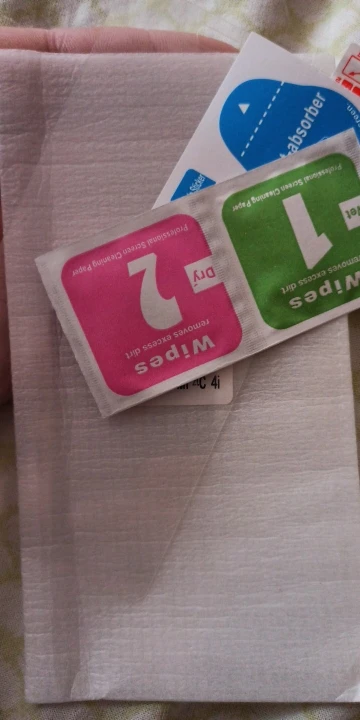 Wipes
1
Wet
removes excess dirt
Professional Screen Cleaning Paper
Wipes
2
Dry
removes excess dirt
Professional Screen Cleaning Paper
absorber
C 4i